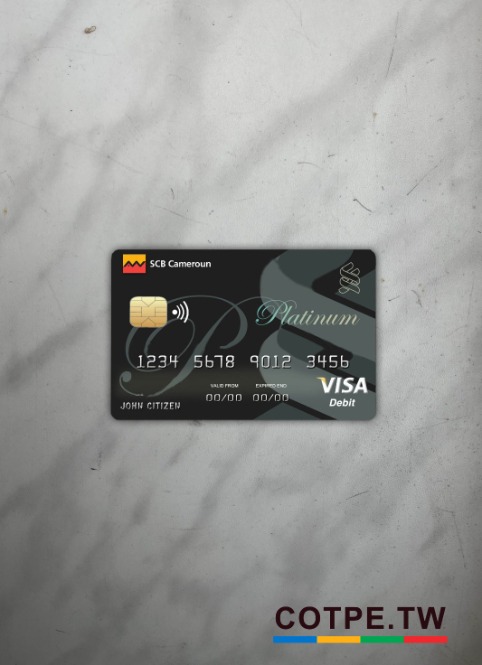 SCB Cameroun
Platinum
1234 5678 9012 3456
VALID FROM EXPIRES END
00/00 00/00
VISA
Debit
JOHN CITIZEN
COTPE.TW